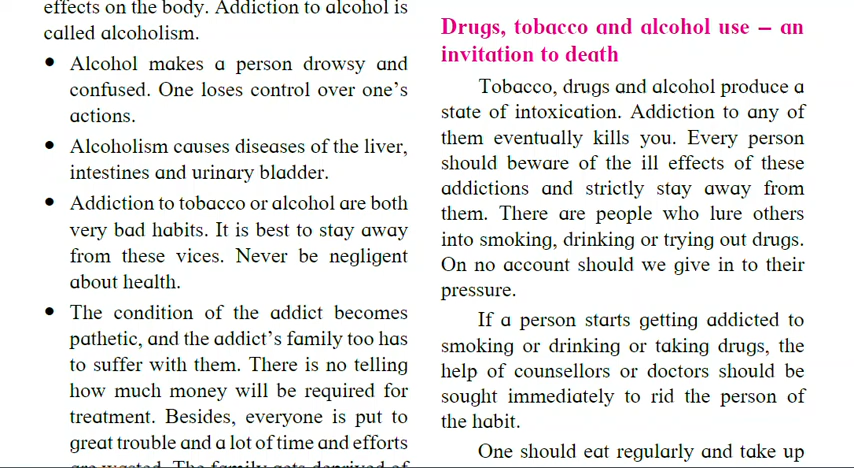 effects on the body. Addiction to alcohol is
called alcoholism.
• Alcohol makes a person drowsy and
confused. One loses control over one's
actions.
• Alcoholism causes diseases of the liver,
intestines and urinary bladder.
• Addiction to tobacco or alcohol are both
very bad habits. It is best to stay away
from these vices. Never be negligent
about health.
• The condition of the addict becomes
pathetic, and the addict's family too has
to suffer with them. There is no telling
how much money will be required for
treatment. Besides, everyone is put to
great trouble and a lot of time and efforts
are wasted. The family gets deprived of
Drugs, tobacco and alcohol use – an
invitation to death
Tobacco, drugs and alcohol produce a
state of intoxication. Addiction to any of
them eventually kills you. Every person
should beware of the ill effects of these
addictions and strictly stay away from
them. There are people who lure others
into smoking, drinking or trying out drugs.
On no account should we give in to their
pressure.
If a person starts getting addicted to
smoking or drinking or taking drugs, the
help of counsellors or doctors should be
sought immediately to rid the person of
the habit.
One should eat regularly and take up